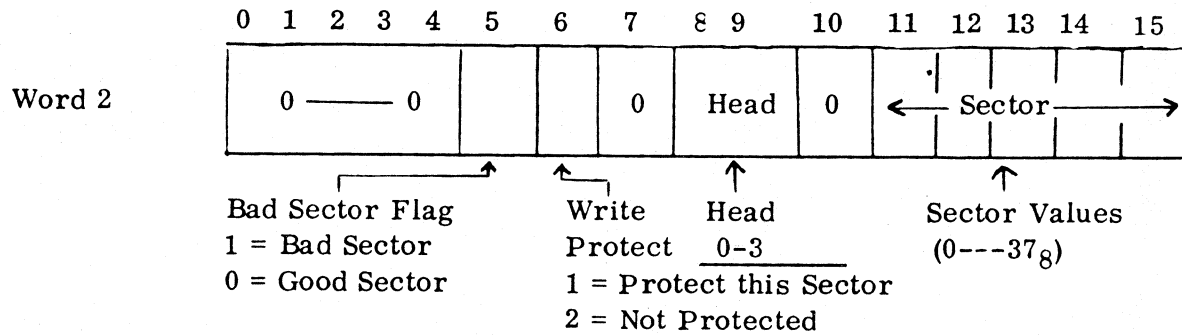 0 1 2 3 4 5 6 7 8 9 10 11 12 13 14 15
Word 2 0 0 0 Head 0 Sector
Bad Sector Flag Write Head Sector Values
1 = Bad Sector Protect 0-3 (0---37₈)
0 = Good Sector 1 = Protect this Sector
2 = Not Protected